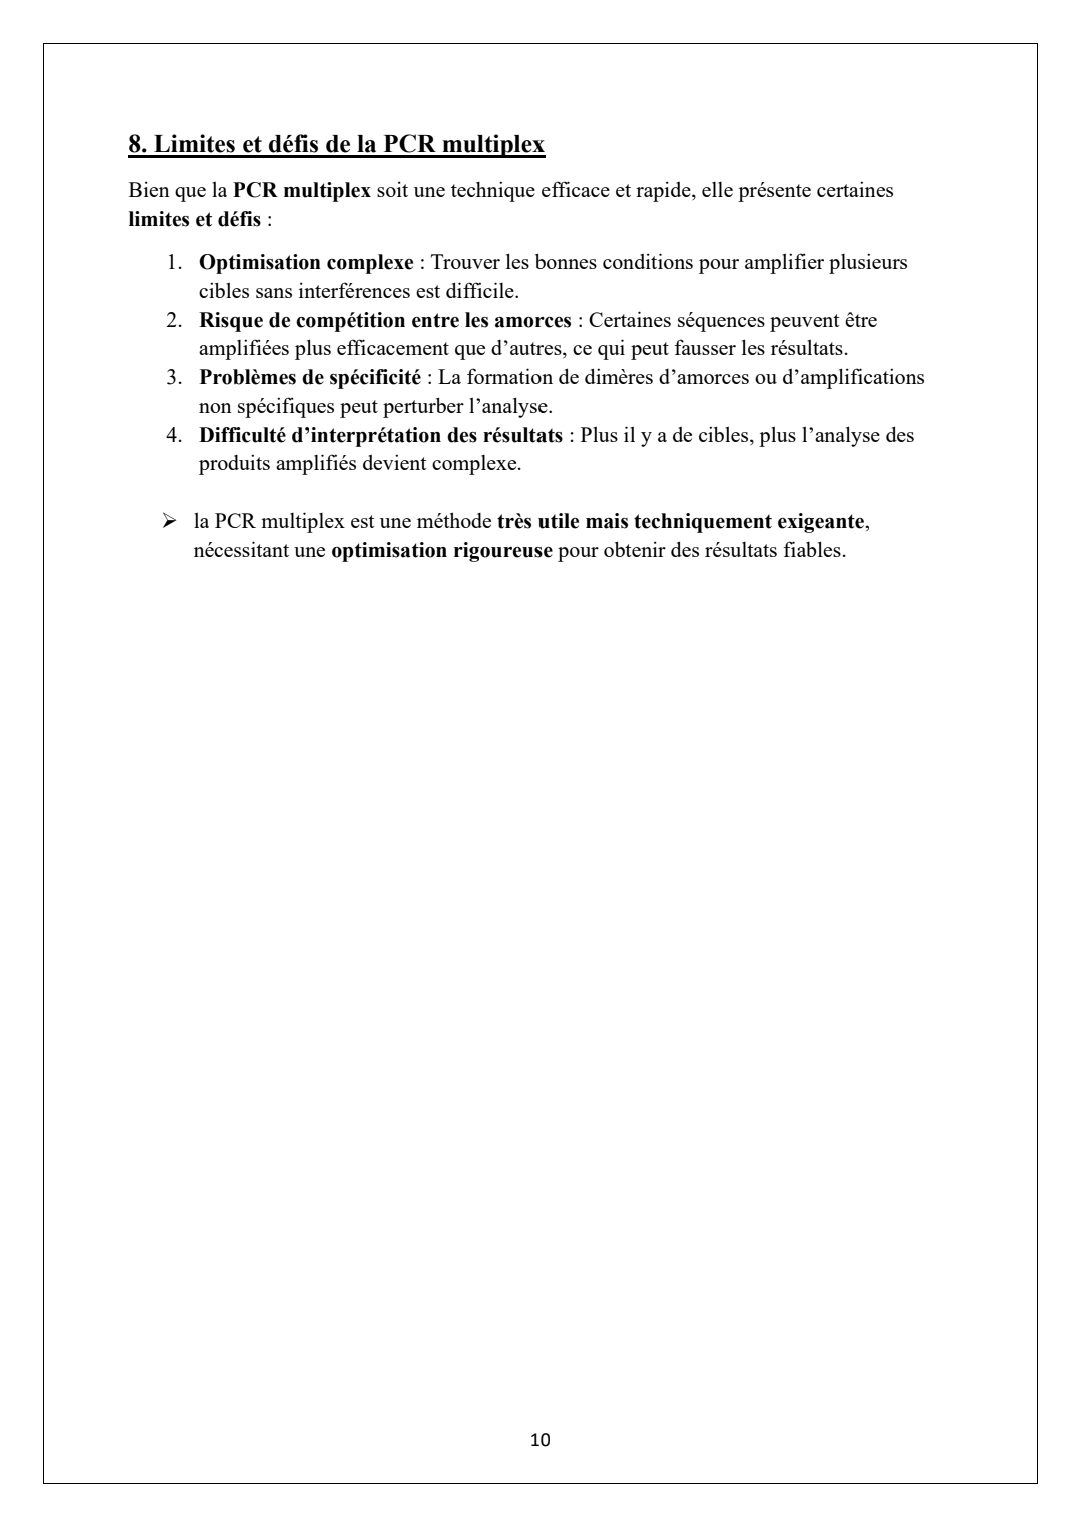 8. Limites et défis de la PCR multiplex
Bien que la PCR multiplex soit une technique efficace et rapide, elle présente certaines
limites et défis :
1. Optimisation complexe : Trouver les bonnes conditions pour amplifier plusieurs
cibles sans interférences est difficile.
2. Risque de compétition entre les amorces : Certaines séquences peuvent être
amplifiées plus efficacement que d’autres, ce qui peut fausser les résultats.
3. Problèmes de spécificité : La formation de dimères d’amorces ou d’amplifications
non spécifiques peut perturber l’analyse.
4. Difficulté d’interprétation des résultats : Plus il y a de cibles, plus l’analyse des
produits amplifiés devient complexe.
➢ la PCR multiplex est une méthode très utile mais techniquement exigeante,
nécessitant une optimisation rigoureuse pour obtenir des résultats fiables.
10